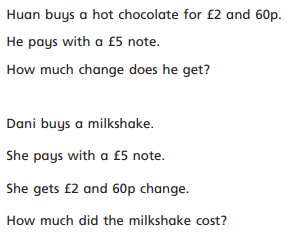 Huan buys a hot chocolate for £2 and 60p.
He pays with a £5 note.
How much change does he get?
Dani buys a milkshake.
She pays with a £5 note.
She gets £2 and 60p change.
How much did the milkshake cost?